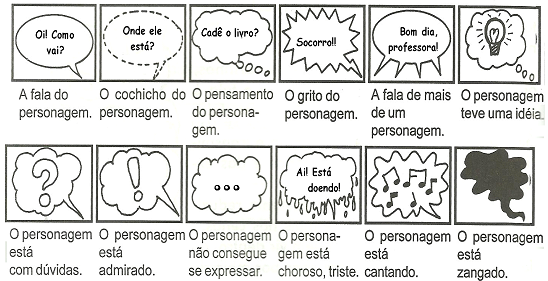 Oi! Como
vai?
Onde ele
está?
Cadê o livro?
Socorro!!
Bom dia,
professora!
A fala do
personagem.
O cochicho do
personagem.
O pensamento
do persona-
gem.
O grito do
personagem.
A fala de mais
de um
personagem.
O personagem
teve uma idéia.
?
!
...
Ai! Está
doendo!
O personagem
está
com dúvidas.
O personagem
está
admirado.
O personagem
não consegue
se expressar.
O persona-
gem está
choroso, triste.
O personagem
está
cantando.
O personagem
está
zangado.